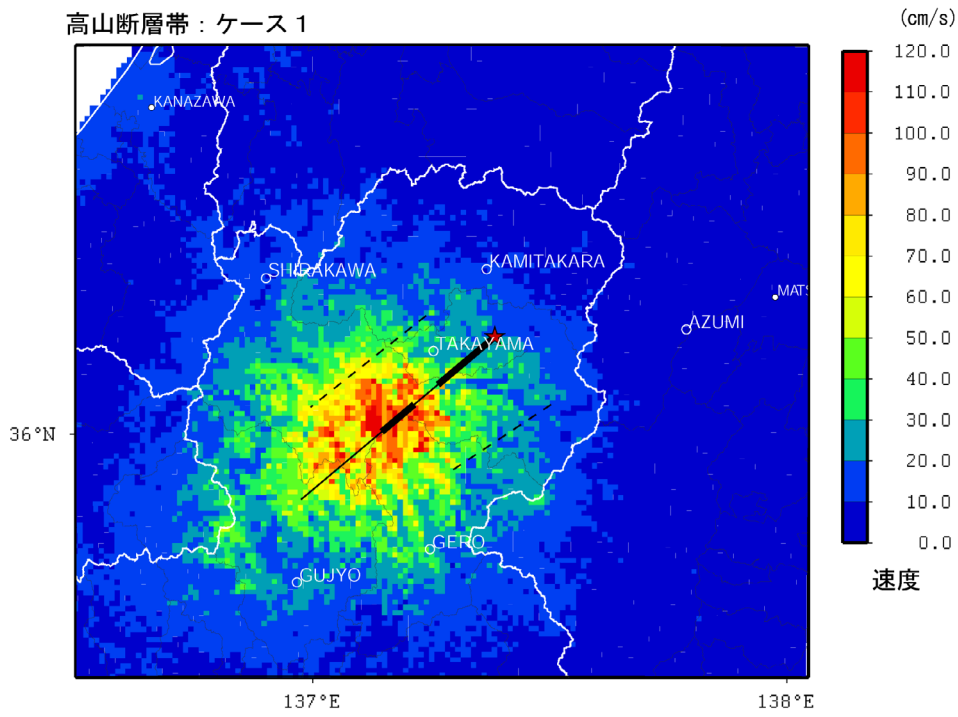 高山断層帯：ケース１
(cm/s)
120.0
110.0
100.0
90.0
80.0
70.0
60.0
50.0
40.0
30.0
20.0
10.0
0.0
速度
KANAZAWA
SHIRAKAWA
KAMITAKARA
MATS
AZUMI
TAKAYAMA
36°N
GERO
GUJYO
137°E
138°E